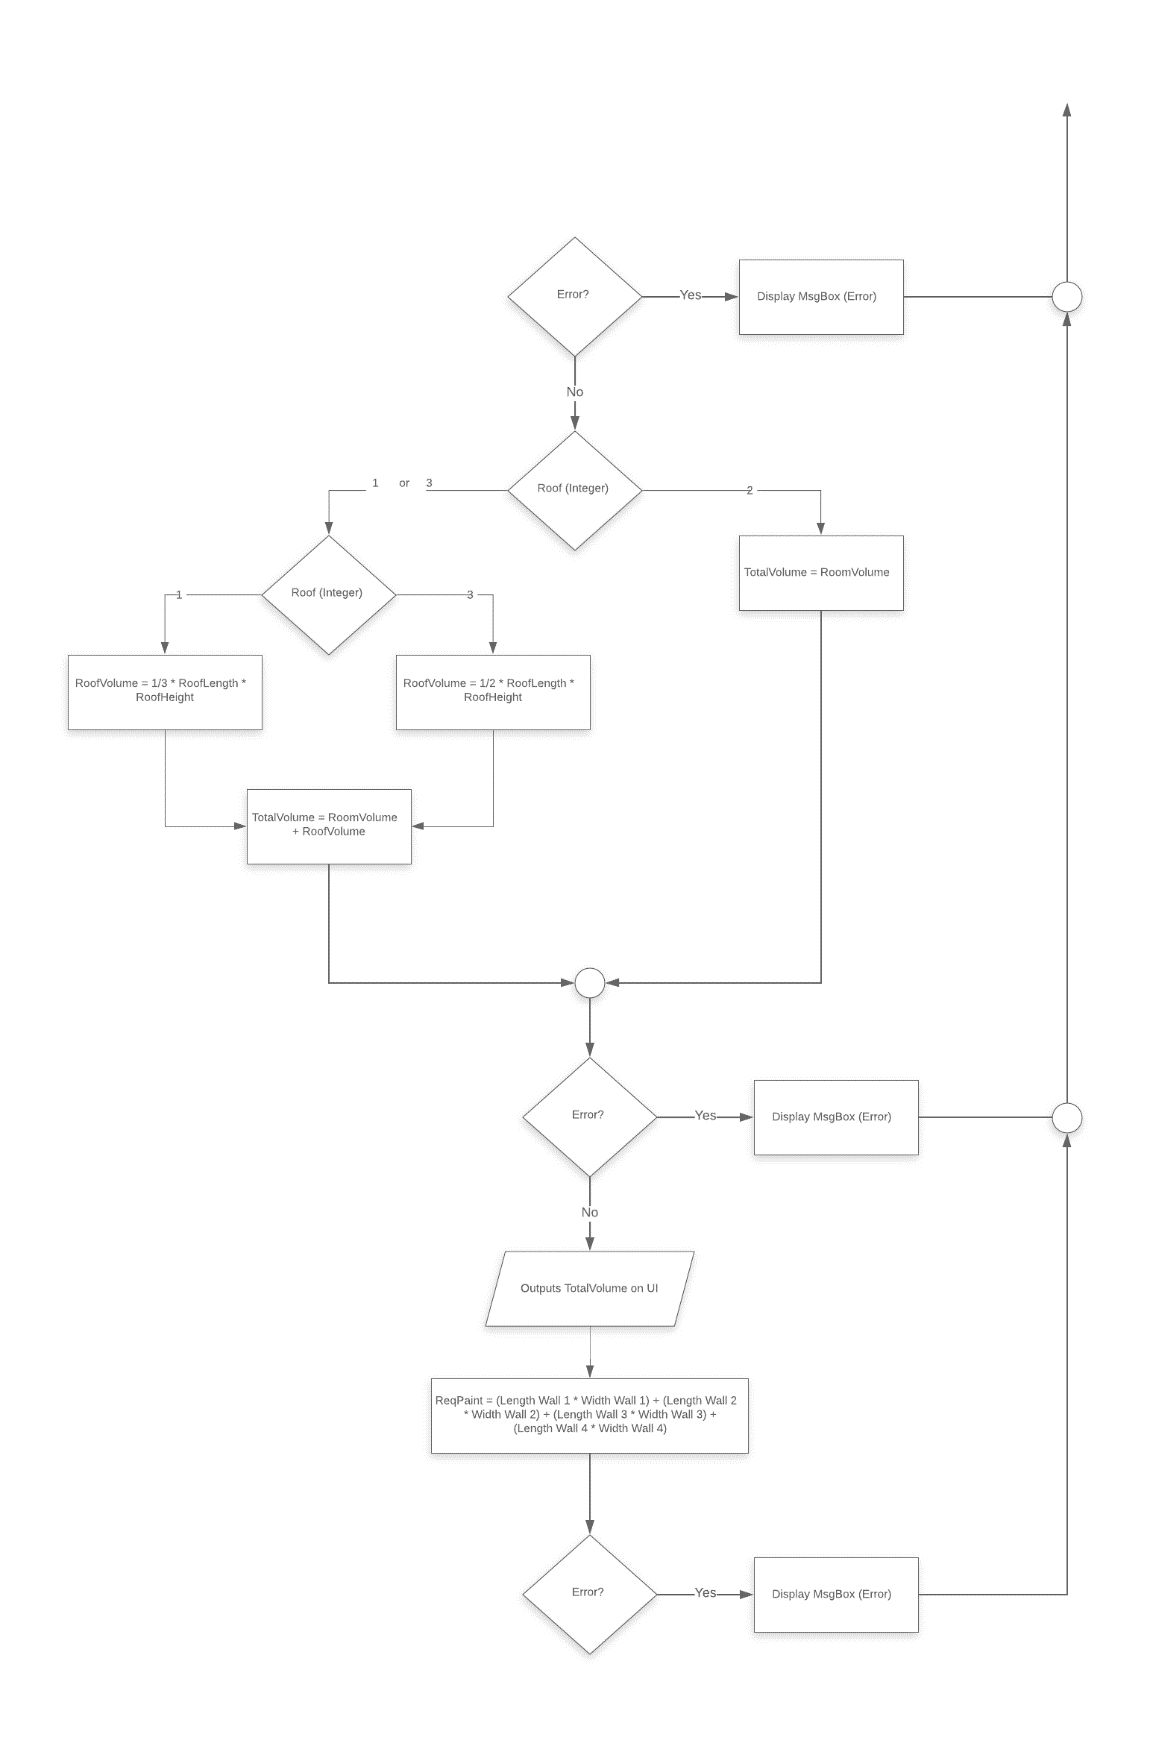 Error?
Yes
Display MsgBox (Error)
No
1 or 3
Roof (Integer)
2
TotalVolume = RoomVolume
1
Roof (Integer)
3
RoofVolume = 1/3 * RoofLength *
RoofHeight
RoofVolume = 1/2 * RoofLength *
RoofHeight
TotalVolume = RoomVolume
+ RoofVolume
Error?
Yes
Display MsgBox (Error)
No
Outputs TotalVolume on UI
ReqPaint = (Length Wall 1 * Width Wall 1) + (Length Wall 2
* Width Wall 2) + (Length Wall 3 * Width Wall 3) +
(Length Wall 4 * Width Wall 4)
Error?
Yes
Display MsgBox (Error)